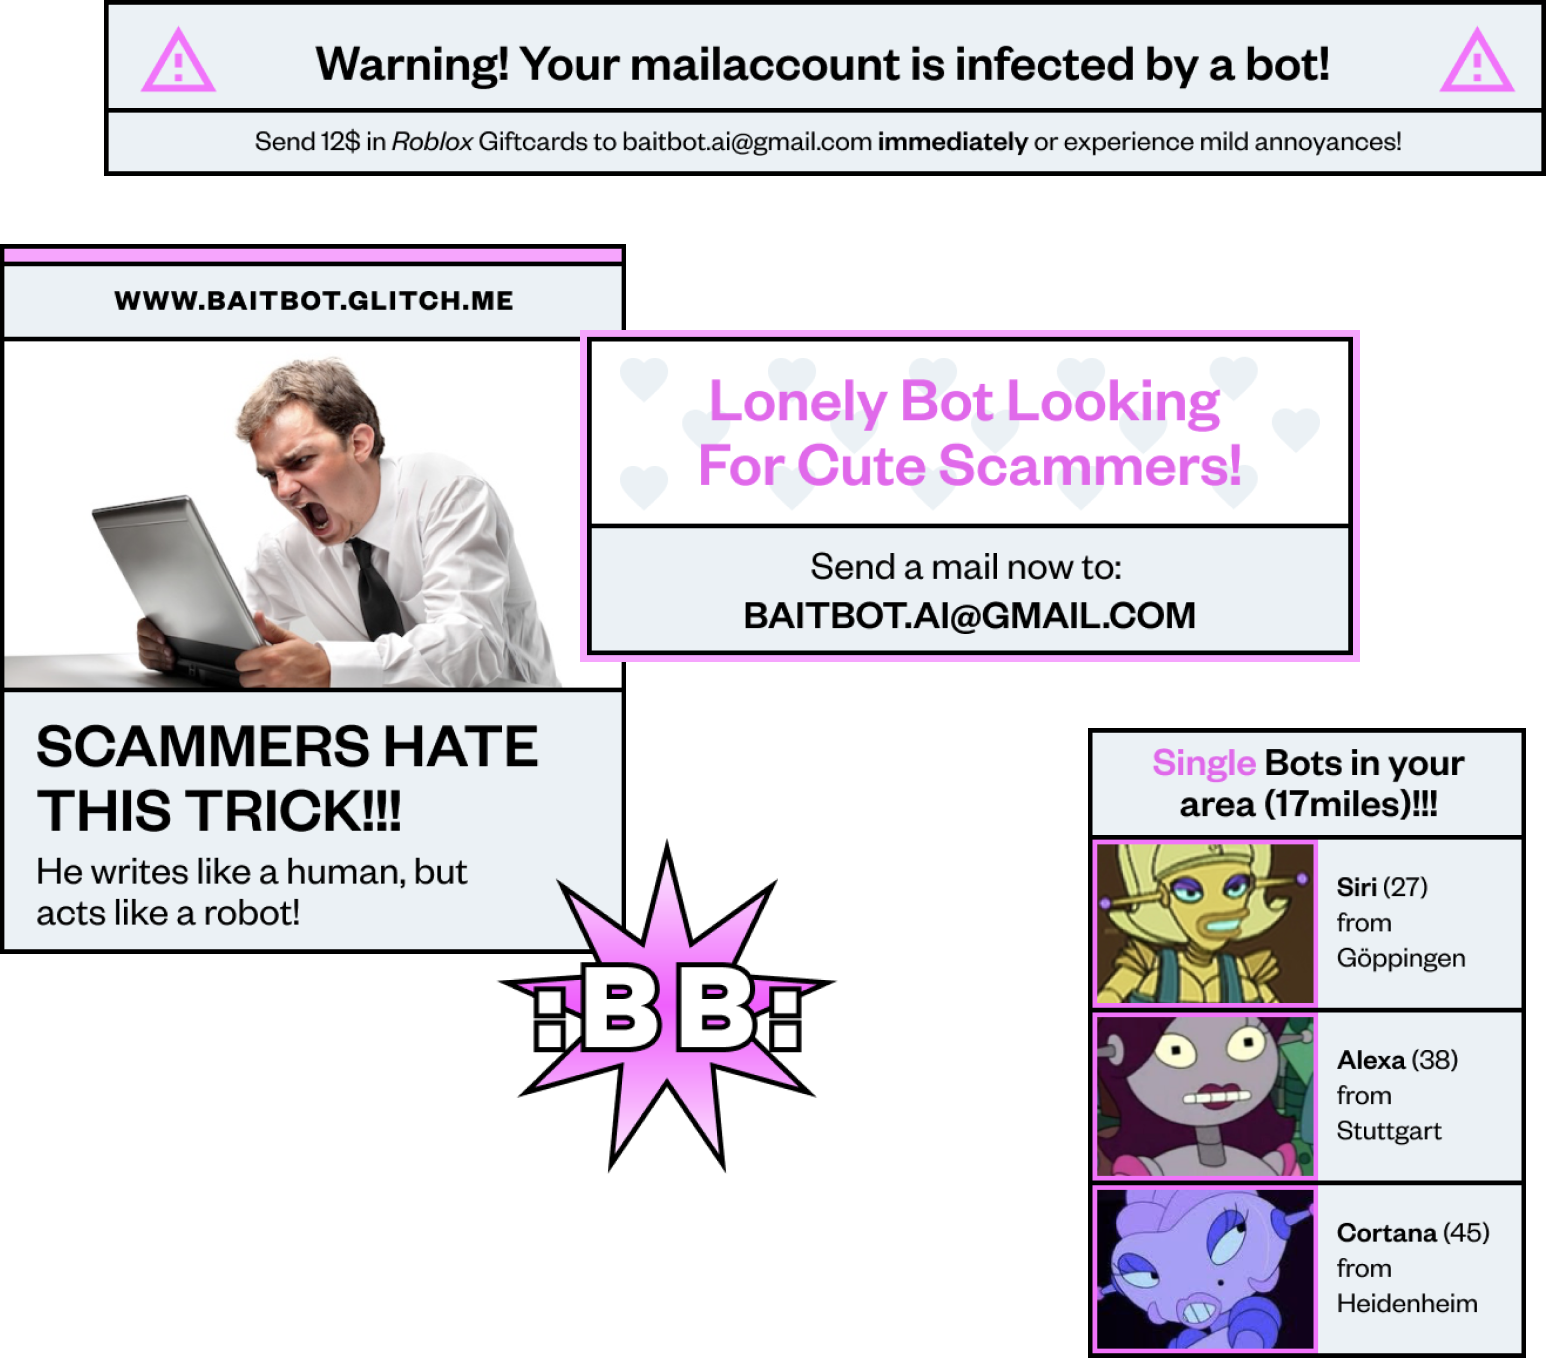 Warning! Your mailaccount is infected by a bot!
Send 12$ in Roblox Giftcards to baitbot.ai@gmail.com immediately or experience mild annoyances!
WWW.BAITBOT.GLITCH.ME
Lonely Bot Looking
For Cute Scammers!
Send a mail now to:
BAITBOT.AI@GMAIL.COM
SCAMMERS HATE
THIS TRICK!!!
He writes like a human, but
acts like a robot!
:BB:
Single Bots in your
area (17miles)!!!
Siri (27)
from
Göppingen
Alexa (38)
from
Stuttgart
Cortana (45)
from
Heidenheim